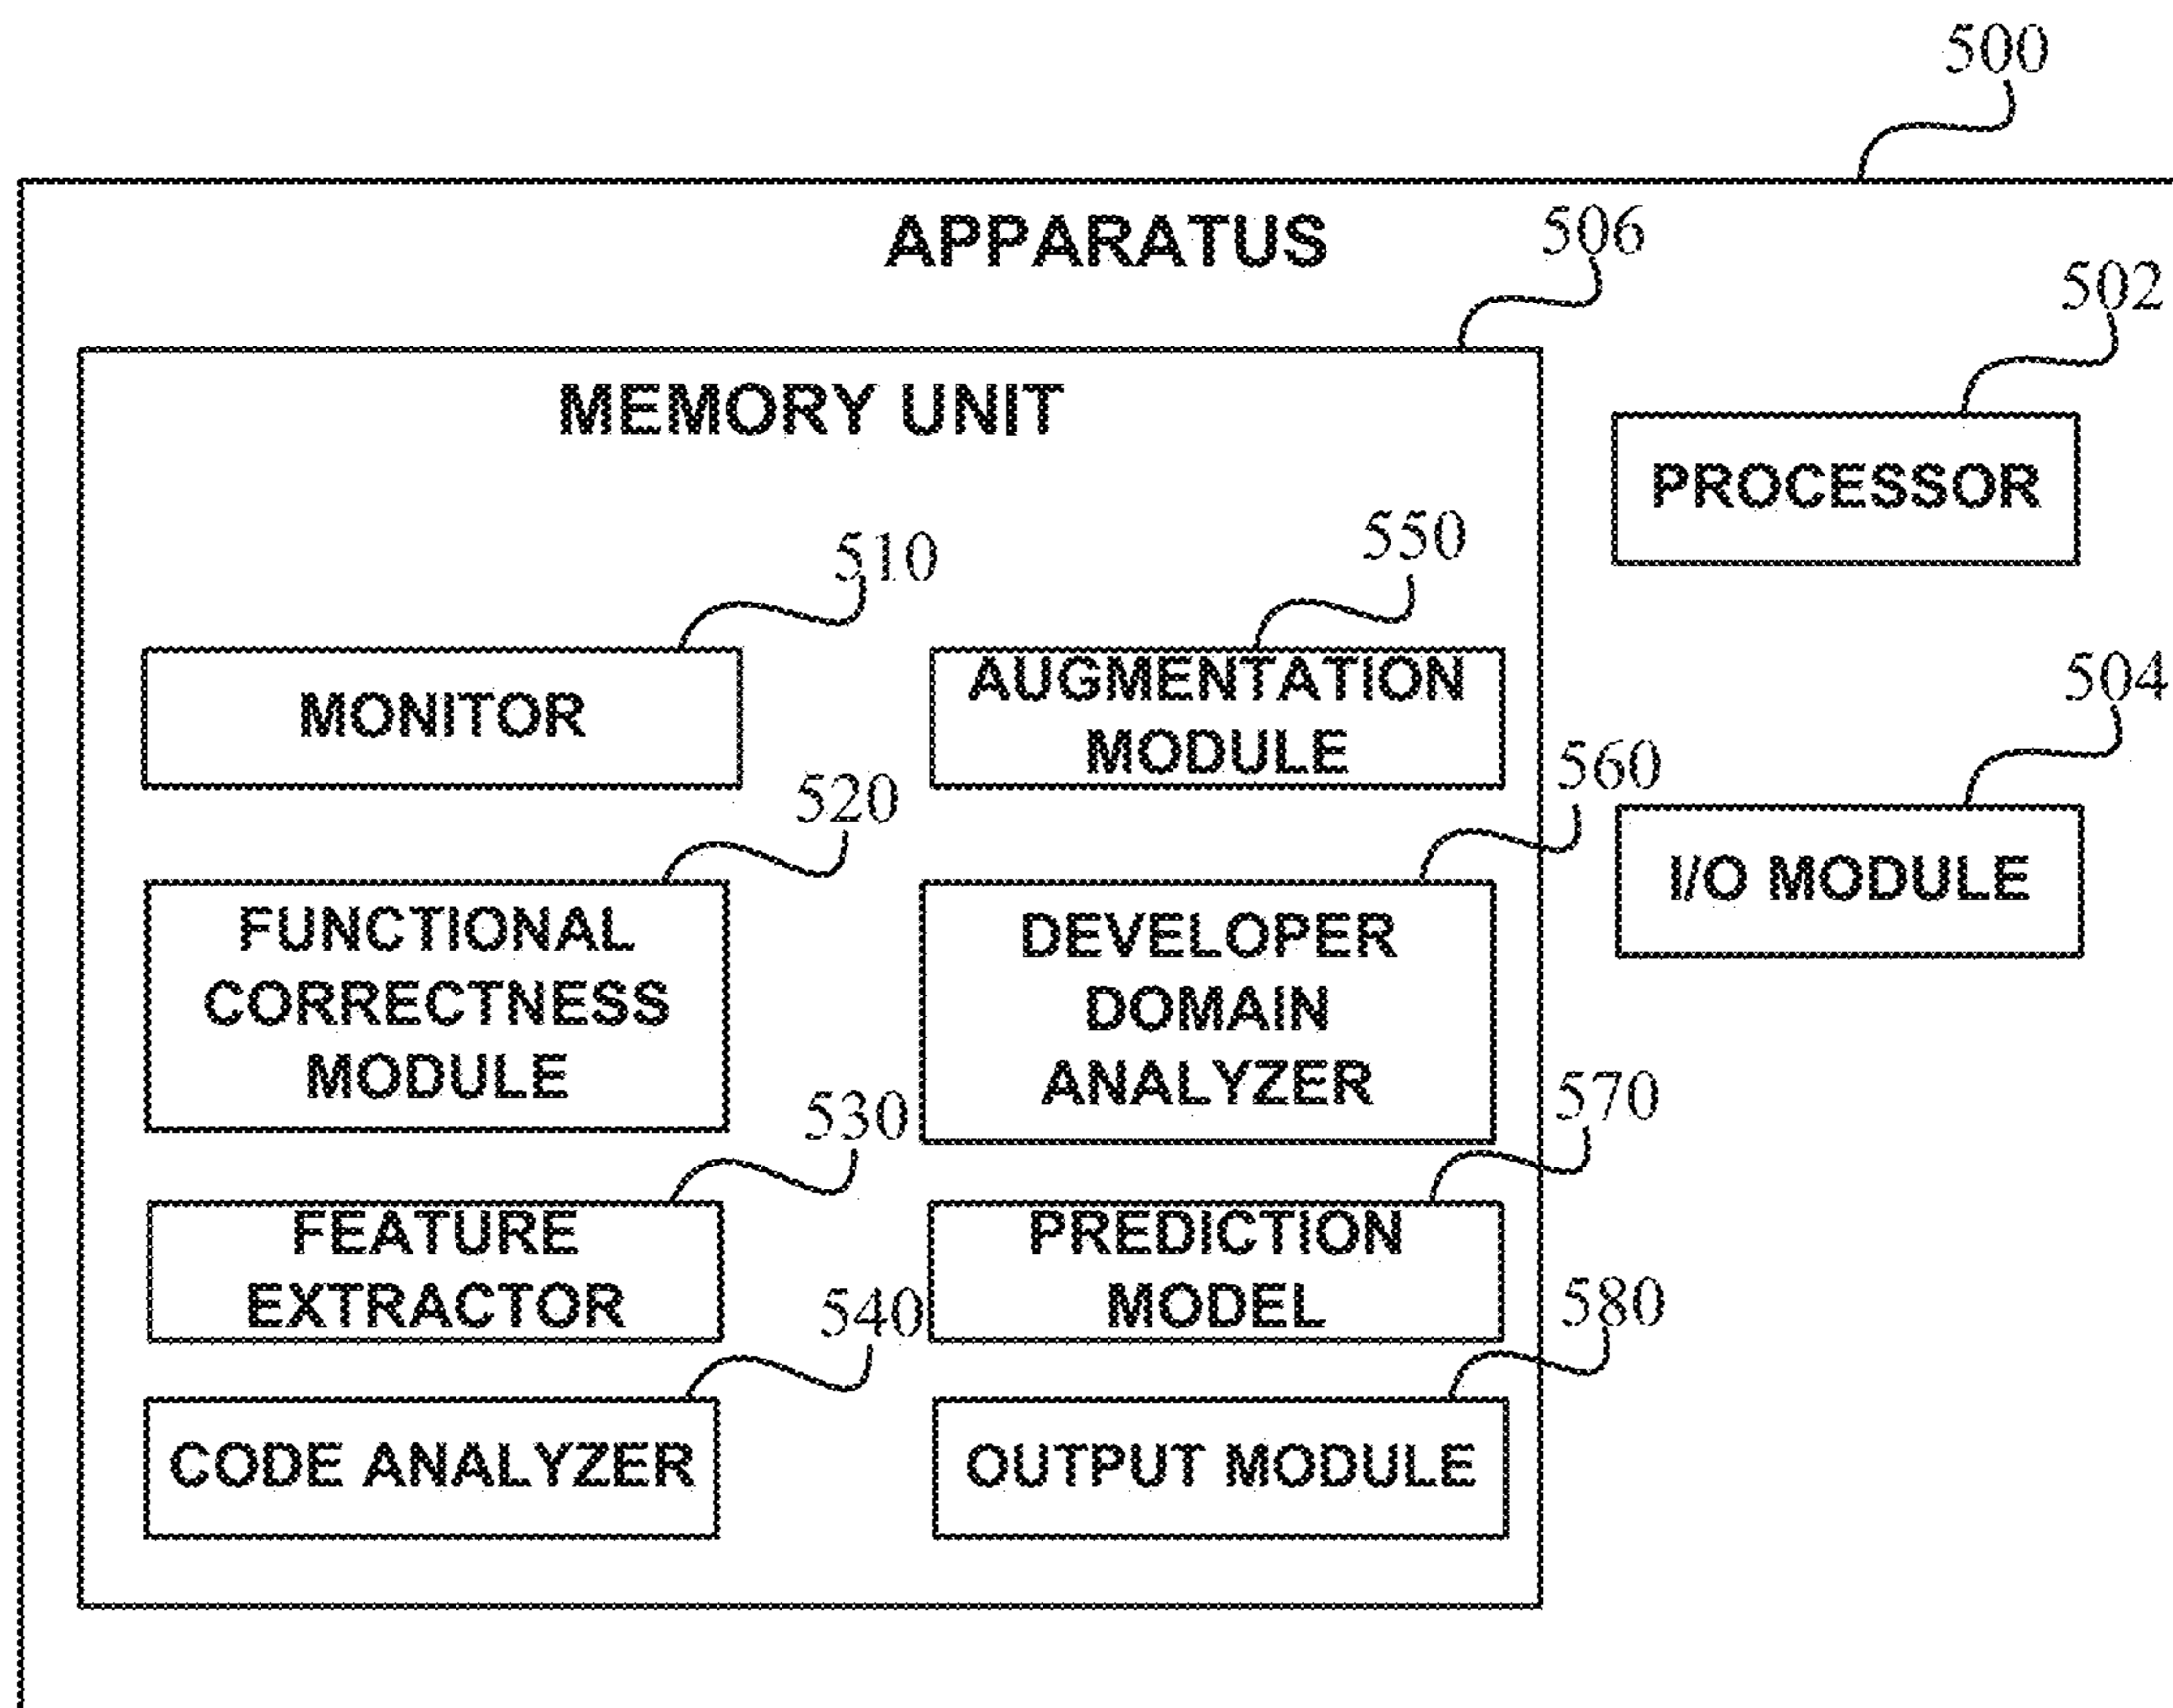 500
APPARATUS
506
502
MEMORY UNIT
PROCESSOR
510
550
MONITOR
AUGMENTATION
MODULE
504
520
560
I/O MODULE
FUNCTIONAL
CORRECTNESS
MODULE
DEVELOPER
DOMAIN
ANALYZER
530
570
FEATURE
EXTRACTOR
PREDICTION
MODEL
540
580
CODE ANALYZER
OUTPUT MODULE